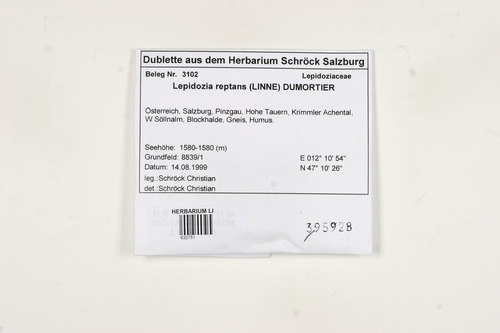 Dublette aus dem Herbarium Schröck Salzburg
Beleg Nr. 3102 Lepidoziaceae
Lepidozia reptans (LINNE) DUMORTIER
Österreich, Salzburg, Pinzgau, Hohe Tauern, Krimmler Achental,
W Söllnalm, Blockhalde, Gneis, Humus.
Seehöhe: 1580-1580 (m)
Grundfeld: 8839/1 E 012° 10' 54''
Datum: 14.08.1999 N 47° 10' 26''
leg.:Schröck Christian
det.:Schröck Christian
HERBARIUM LI
632751
395928